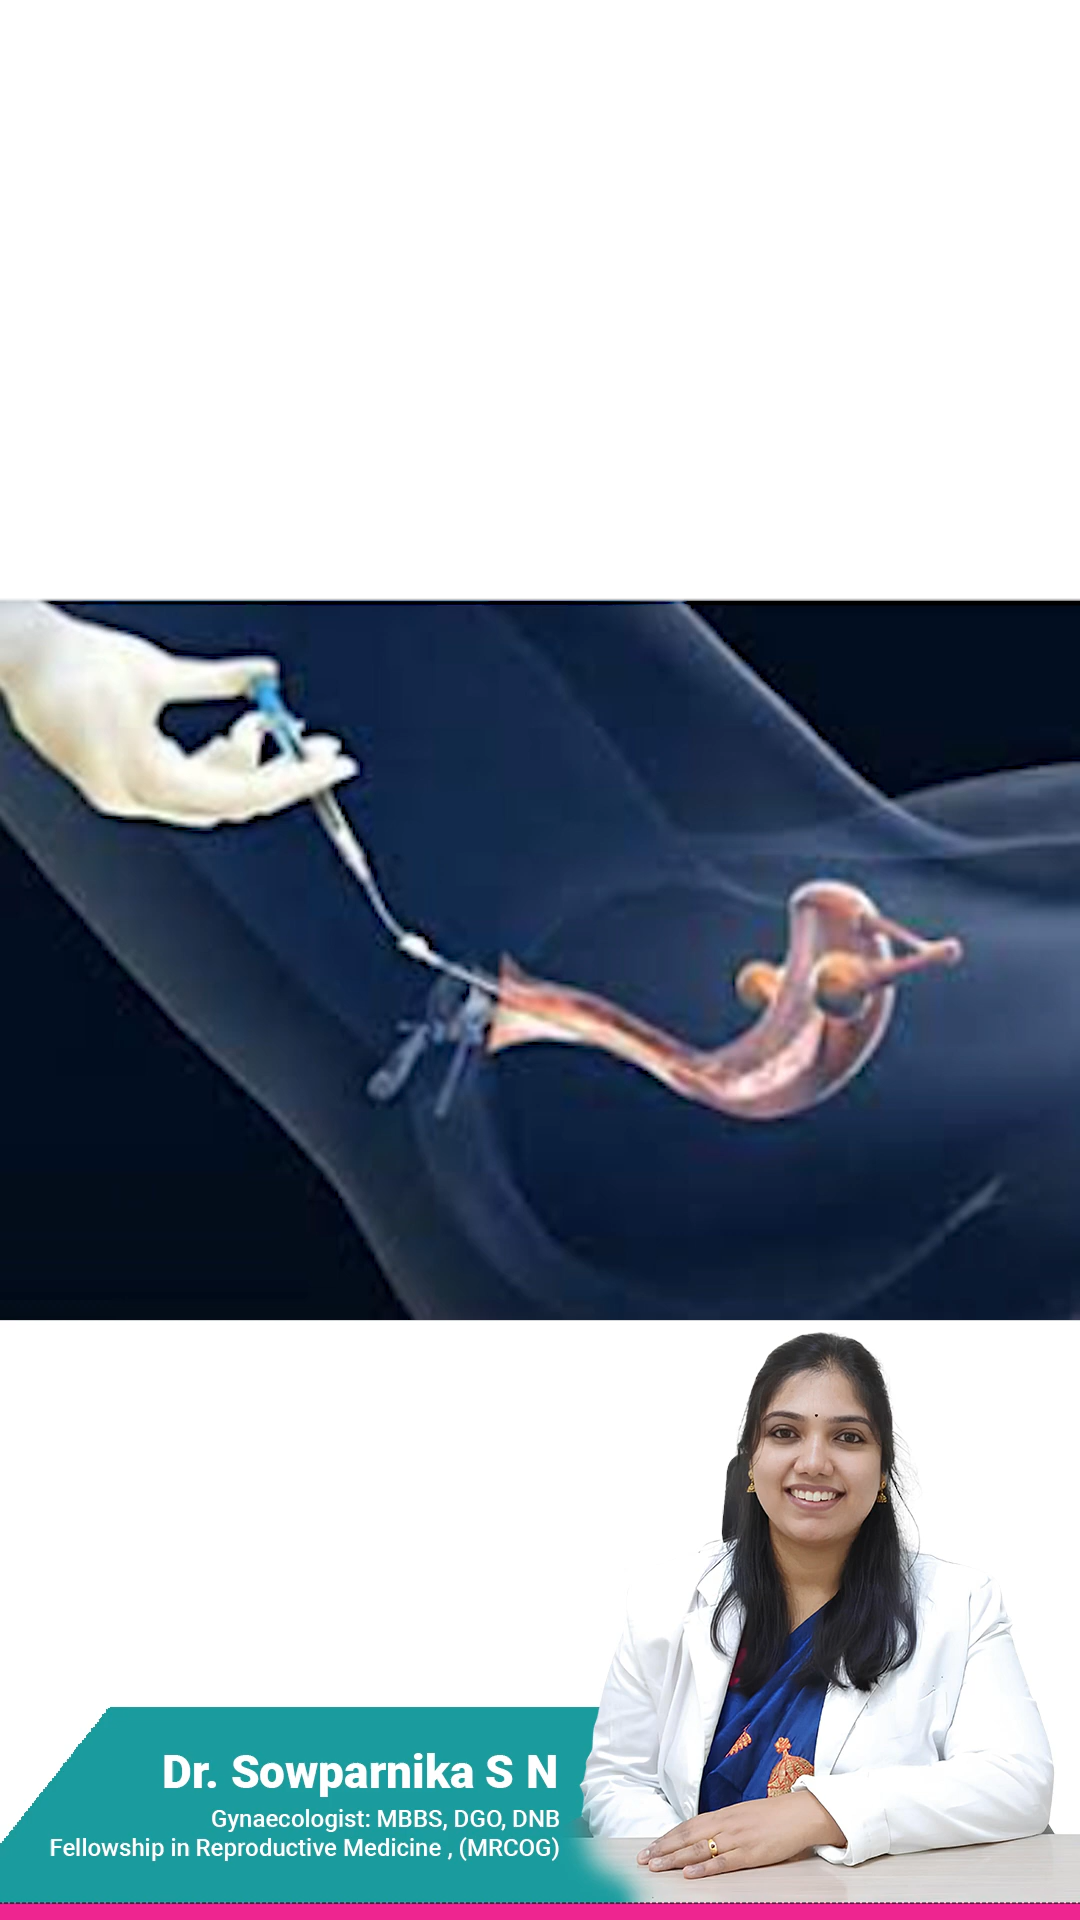 Dr. Sowparnika S N
Gynaecologist: MBBS, DGO, DNB
Fellowship in Reproductive Medicine , (MRCOG)